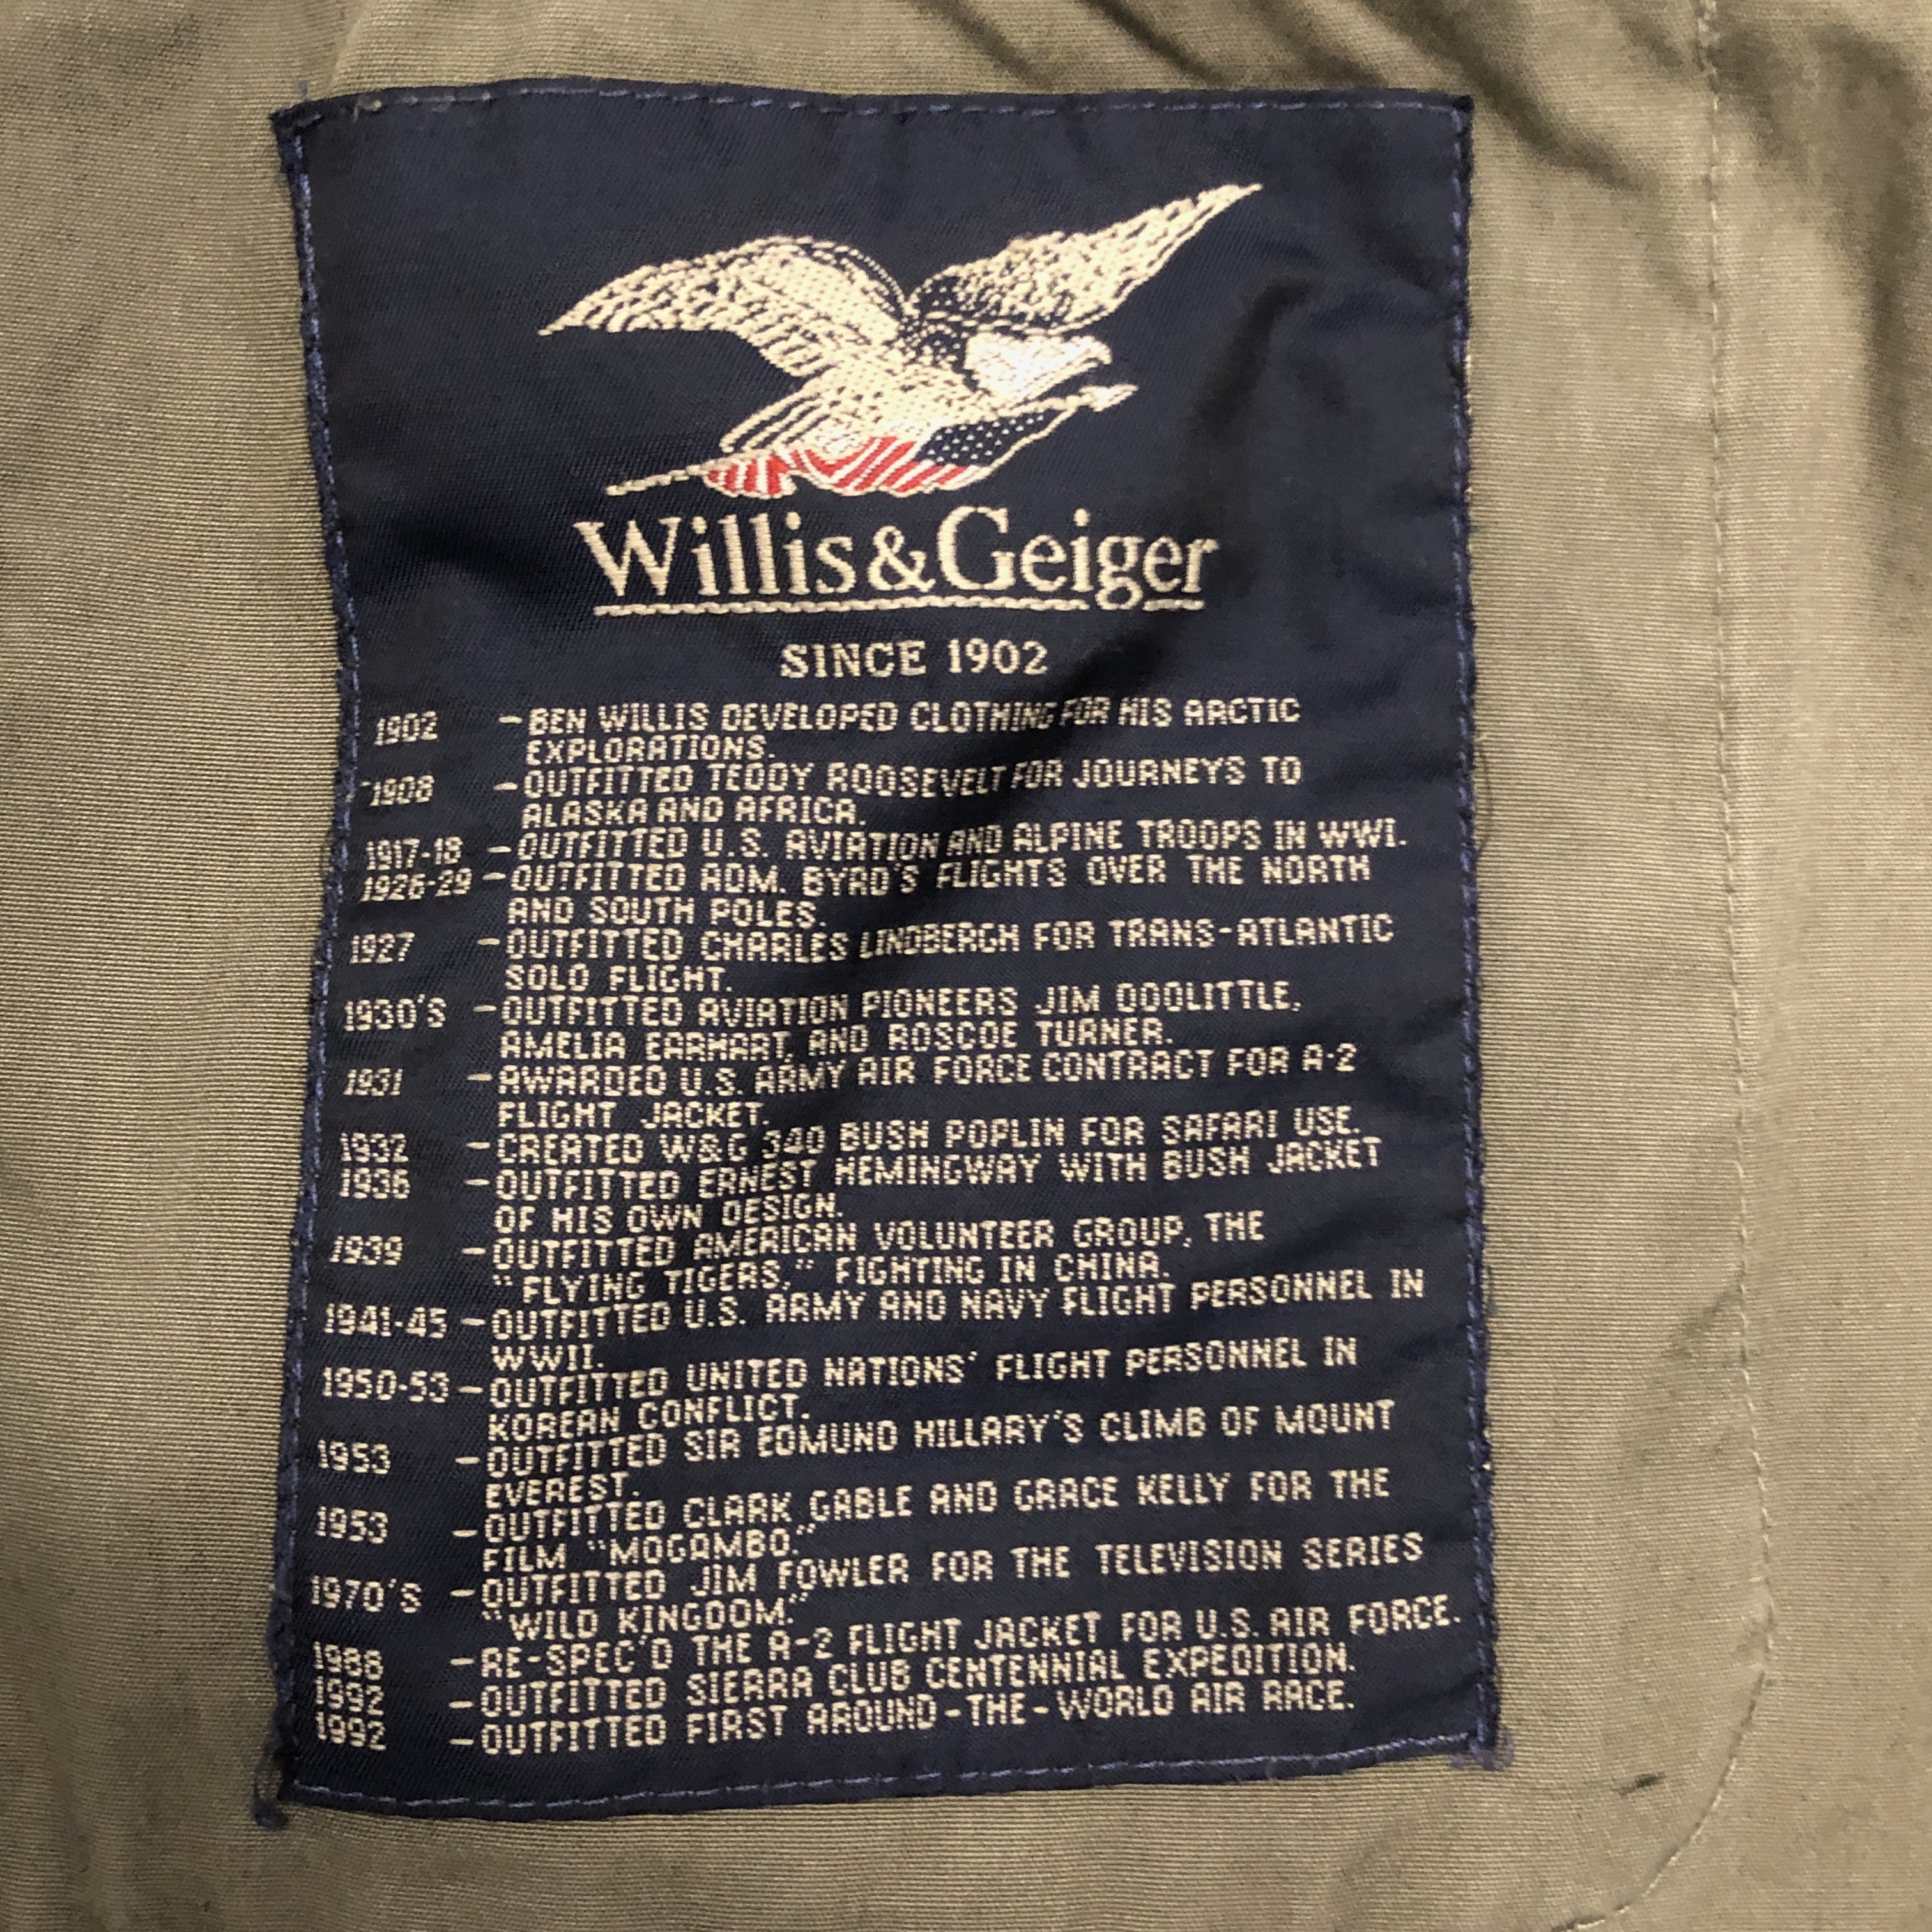 Willis & Geiger
SINCE 1902
1902 - BEN WILLIS DEVELOPED CLOTHING FOR HIS ARCTIC
EXPLORATIONS.
1908 - OUTFITTED TEDDY ROOSEVELT FOR JOURNEYS TO
ALASKA AND AFRICA.
1917-18 - OUTFITTED U.S. AVIATION AND ALPINE TROOPS IN WWI.
1926-29 - OUTFITTED ADM. BYRD'S FLIGHTS OVER THE NORTH
AND SOUTH POLES.
1927 - OUTFITTED CHARLES LINDBERGH FOR TRANS-ATLANTIC
SOLO FLIGHT.
1930'S - OUTFITTED AVIATION PIONEERS JIM DOOLITTLE,
AMELIA EARHART, AND ROSCOE TURNER.
1931 - AWARDED U.S. ARMY AIR FORCE CONTRACT FOR A-2
FLIGHT JACKET.
1932 - CREATED W&G 340 BUSH POPLIN FOR SAFARI USE.
1936 - OUTFITTED ERNEST HEMINGWAY WITH BUSH JACKET
OF HIS OWN DESIGN.
1939 - OUTFITTED AMERICAN VOLUNTEER GROUP, THE
"FLYING TIGERS," FIGHTING IN CHINA.
1941-45 - OUTFITTED U.S. ARMY AND NAVY FLIGHT PERSONNEL IN
WWII.
1950-53 - OUTFITTED UNITED NATIONS' FLIGHT PERSONNEL IN
KOREAN CONFLICT.
1953 - OUTFITTED SIR EDMUND HILLARY'S CLIMB OF MOUNT
EVEREST.
1953 - OUTFITTED CLARK GABLE AND GRACE KELLY FOR THE
FILM "MOGAMBO."
1970'S - OUTFITTED JIM FOWLER FOR THE TELEVISION SERIES
"WILD KINGDOM."
1988 - RE-SPEC'D THE A-2 FLIGHT JACKET FOR U.S. AIR FORCE.
1992 - OUTFITTED SIERRA CLUB CENTENNIAL EXPEDITION.
1992 - OUTFITTED FIRST AROUND-THE-WORLD AIR RACE.